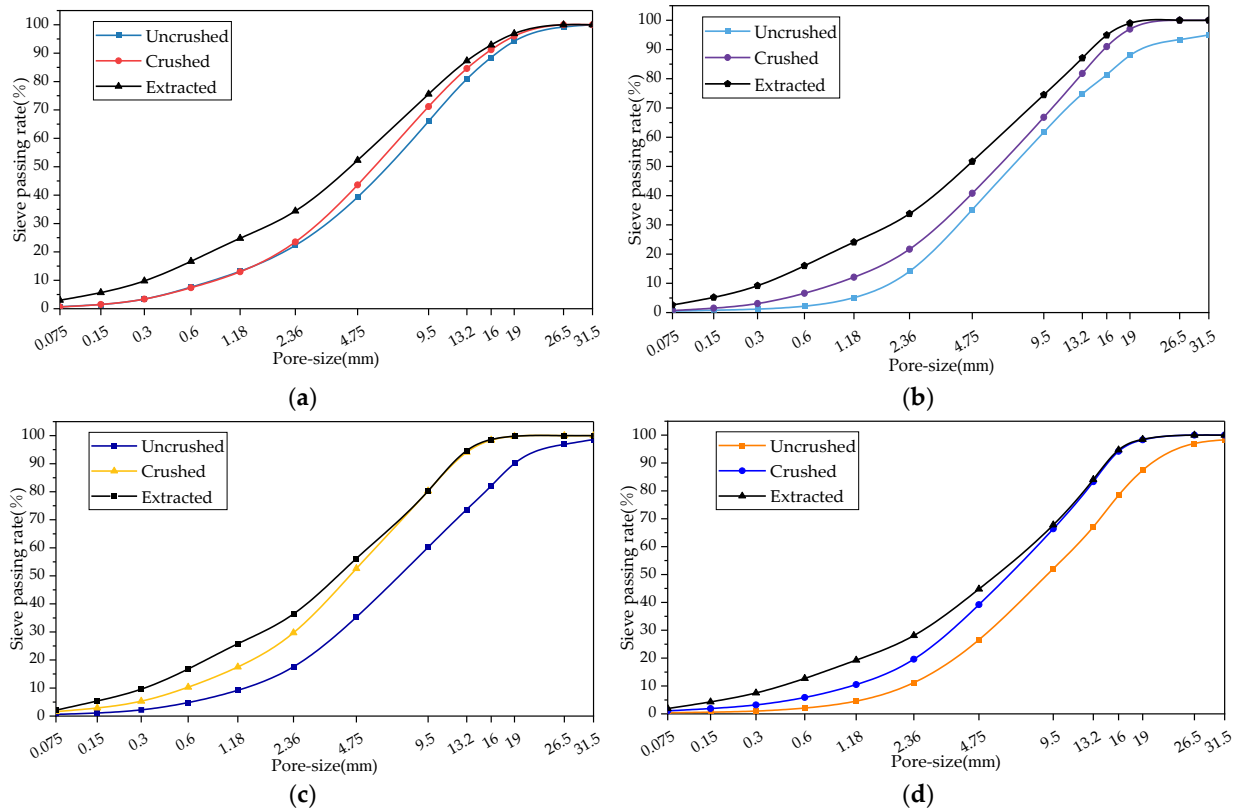 100
90
80
70
60
50
40
30
20
10
0
Sieve passing rate(%)
Uncrushed
Crushed
Extracted
0.075 0.15 0.3 0.6 1.18 2.36 4.75 9.5 13.2 16 19 26.5 31.5
Pore-size(mm)
(a)
100
90
80
70
60
50
40
30
20
10
0
Sieve passing rate(%)
Uncrushed
Crushed
Extracted
0.075 0.15 0.3 0.6 1.18 2.36 4.75 9.5 13.2 16 19 26.5 31.5
Pore-size(mm)
(b)
100
90
80
70
60
50
40
30
20
10
0
Sieve passing rate(%)
Uncrushed
Crushed
Extracted
0.075 0.15 0.3 0.6 1.18 2.36 4.75 9.5 13.2 16 19 26.5 31.5
Pore-size(mm)
(c)
100
90
80
70
60
50
40
30
20
10
0
Sieve passing rate(%)
Uncrushed
Crushed
Extracted
0.075 0.15 0.3 0.6 1.18 2.36 4.75 9.5 13.2 16 19 26.5 31.5
Pore-size(mm)
(d)